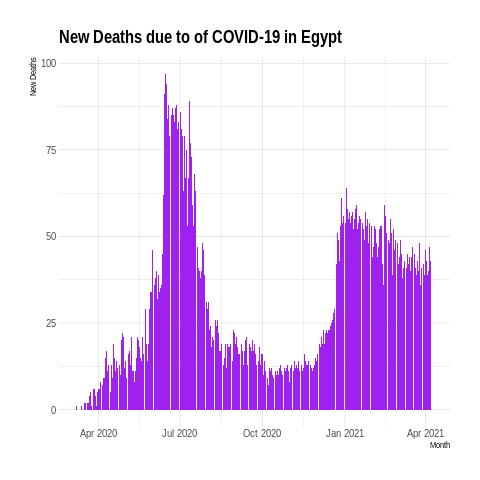 New Deaths due to of COVID-19 in Egypt
New Deaths
100
75
50
25
0
Apr 2020 Jul 2020 Oct 2020 Jan 2021 Apr 2021
Month